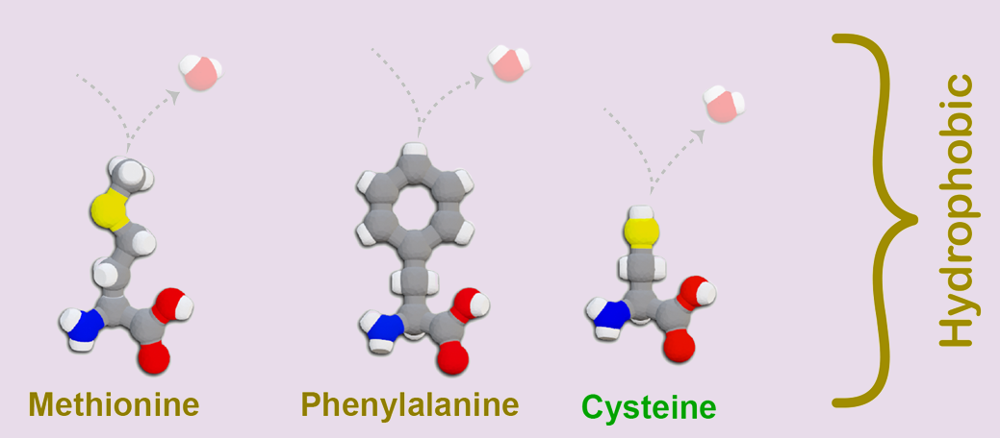 Methionine
Phenylalanine
Cysteine
Hydrophobic